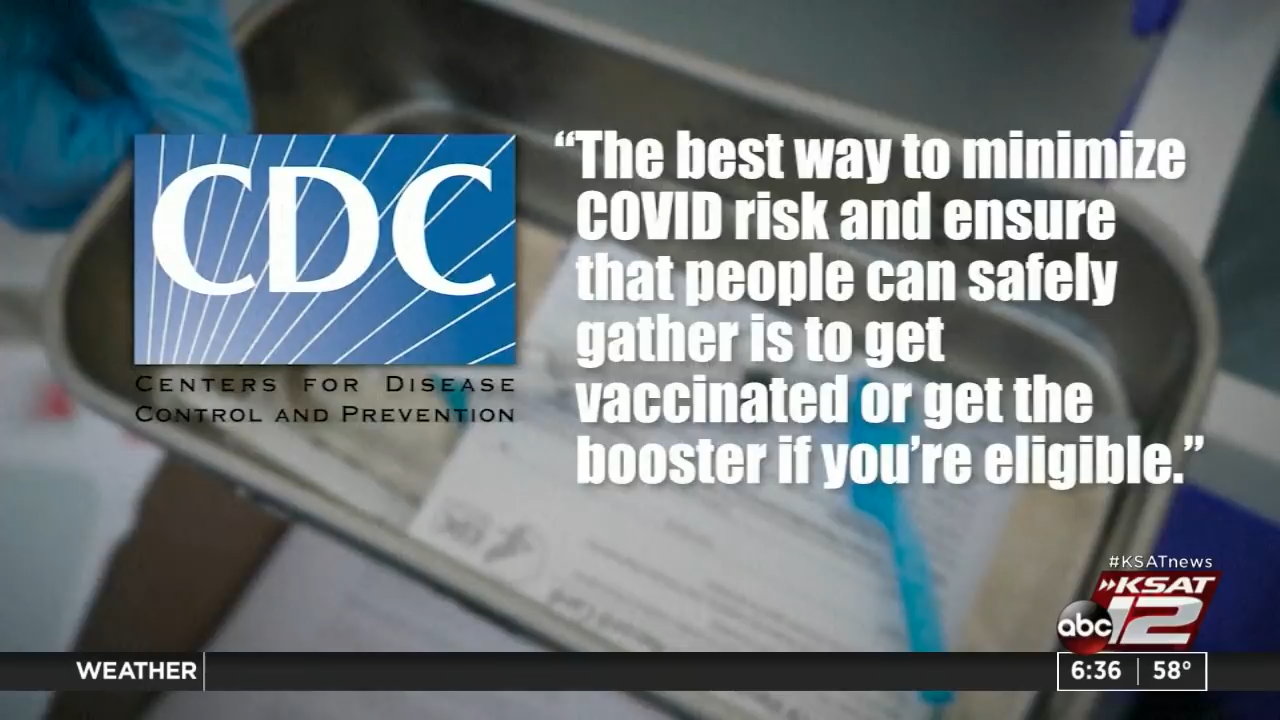 CDC
CENTERS FOR DISEASE
CONTROL AND PREVENTION
“The best way to minimize
COVID risk and ensure
that people can safely
gather is to get
vaccinated or get the
booster if you’re eligible.”
#KSATnews
KSAT
abc 12
WEATHER
6:36 58°